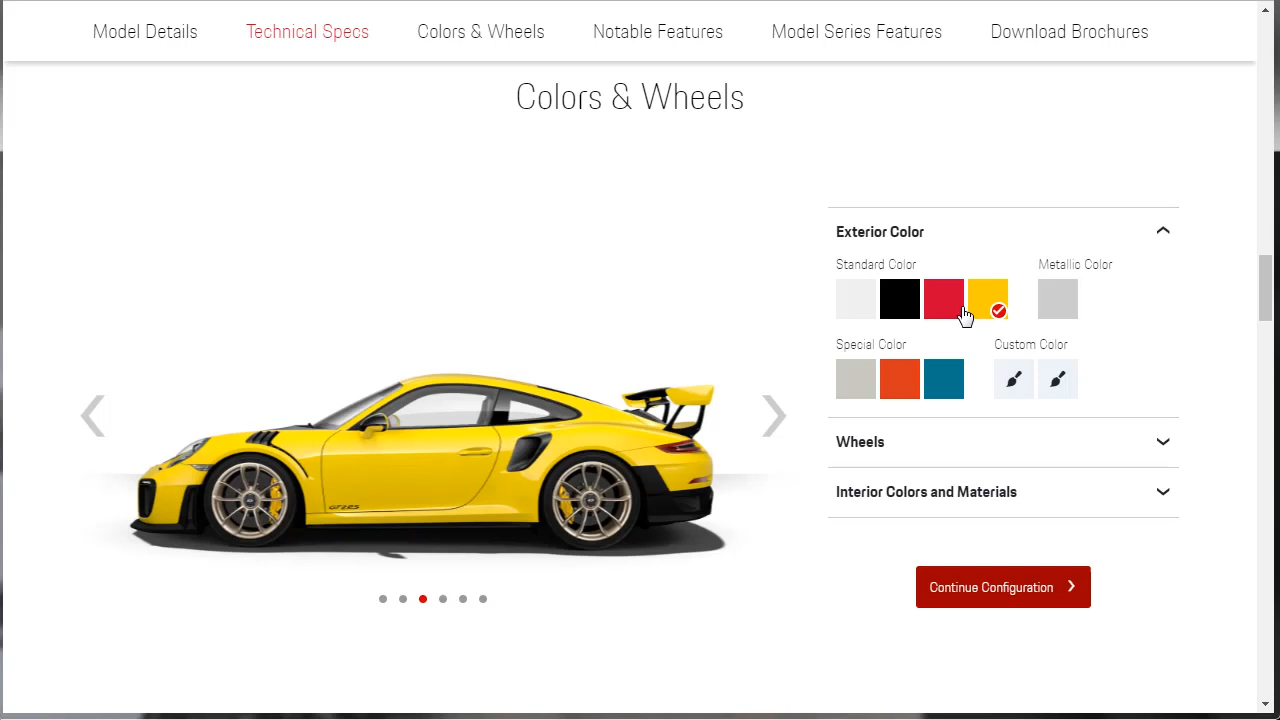 Model Details Technical Specs Colors & Wheels Notable Features Model Series Features Download Brochures
Colors & Wheels
Exterior Color
Standard Color Metallic Color
Special Color Custom Color
Wheels
Interior Colors and Materials
GT2RS
Continue Configuration